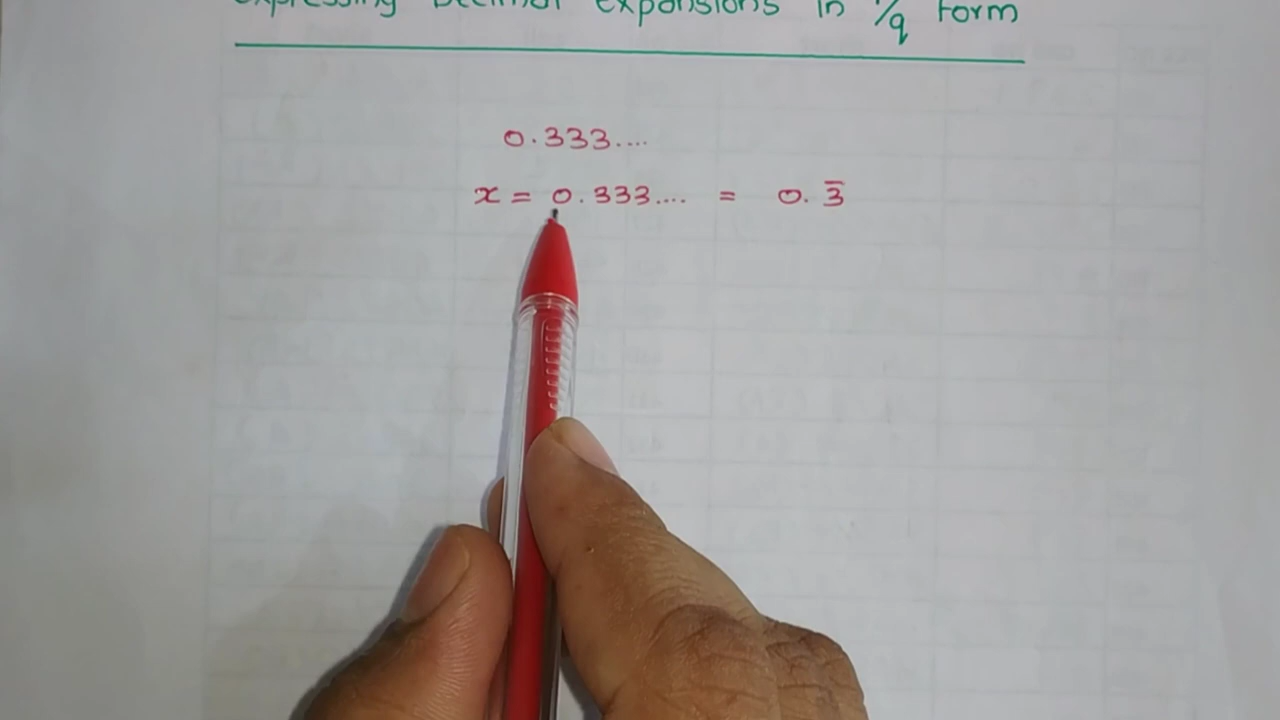 expressing Decimal expansions in P/q form
0.333....
x = 0.333.... = 0.3̅